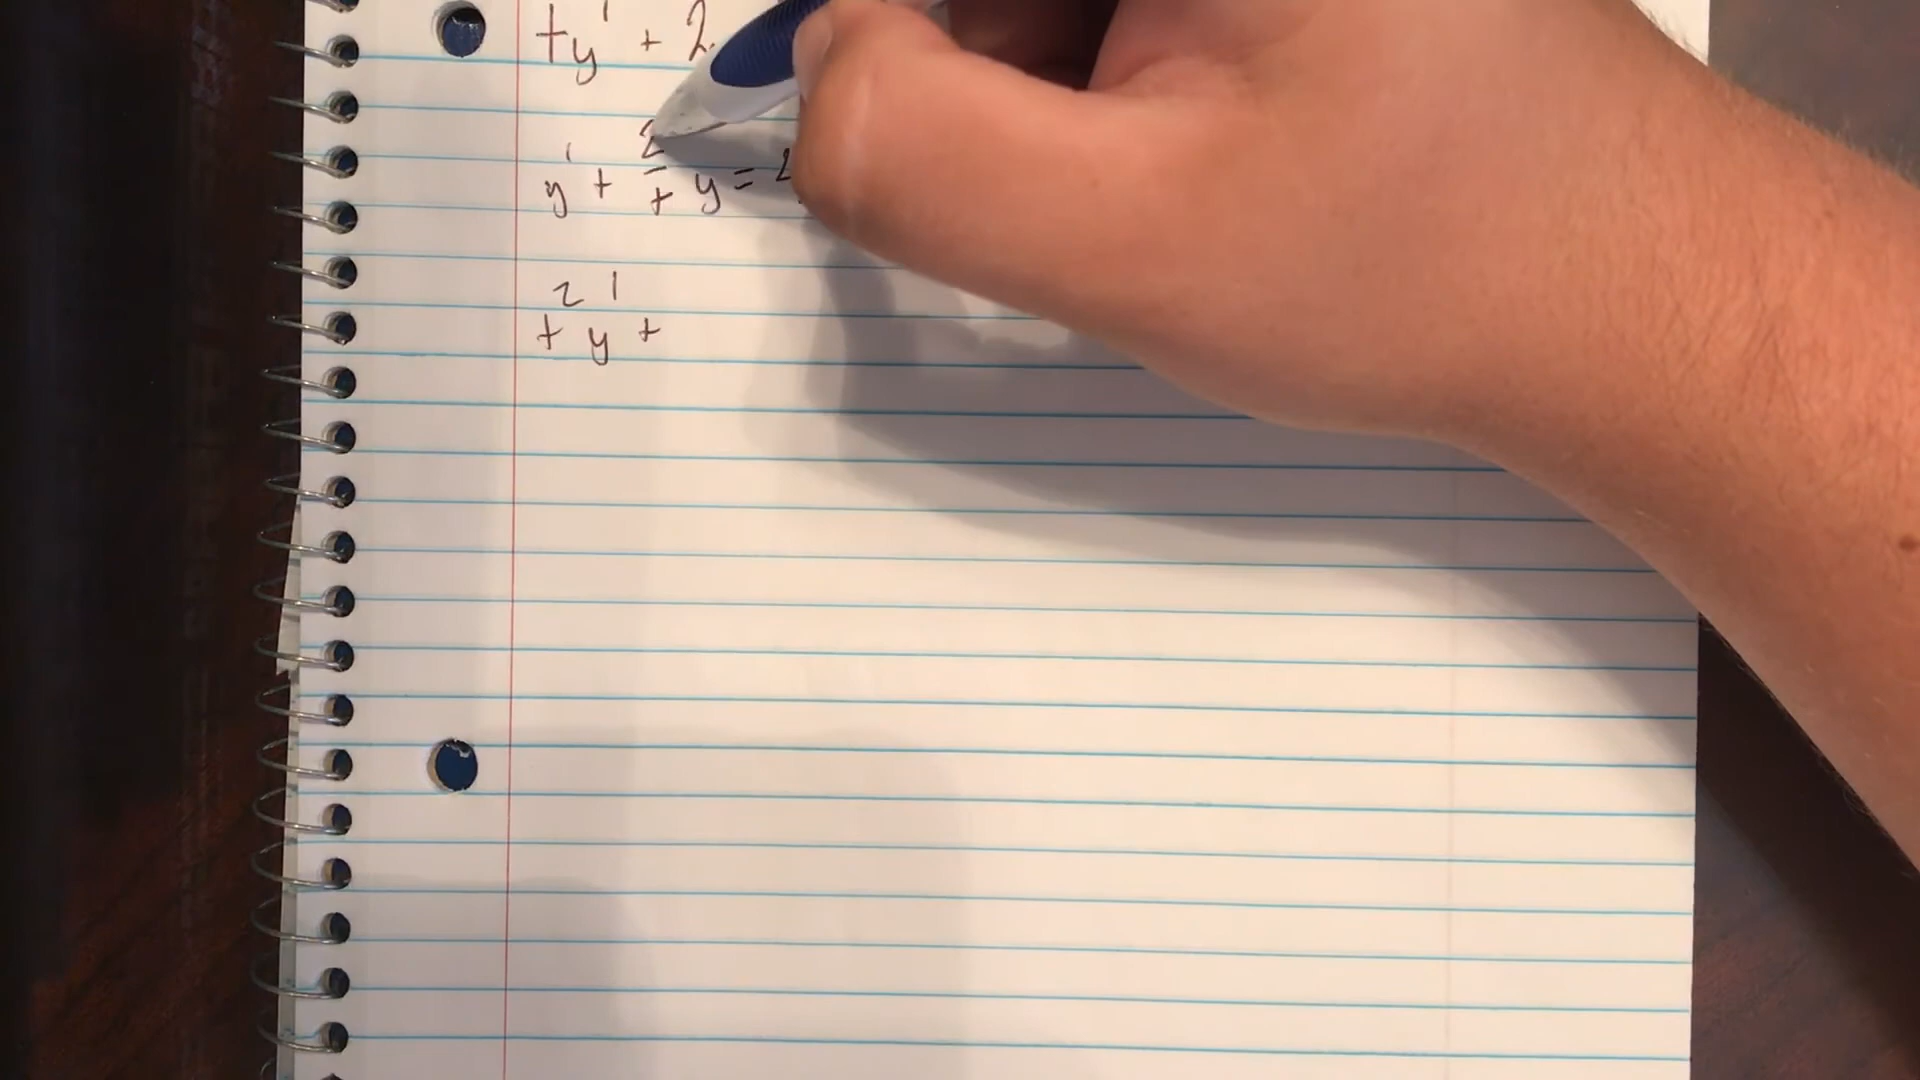 ty' + 2
y' + 2/t y =
t² y' +